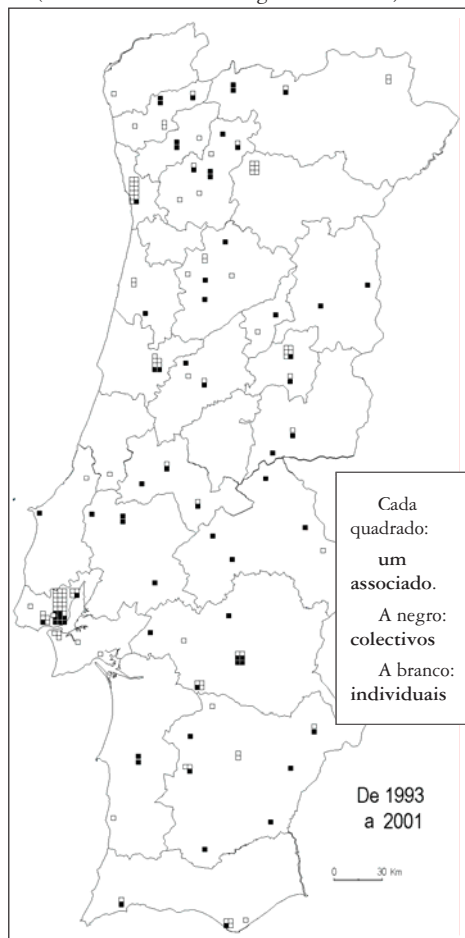 Cada
quadrado:
um
associado.
A negro:
colectivos
A branco:
individuais
De 1993
a 2001
0 30 Km